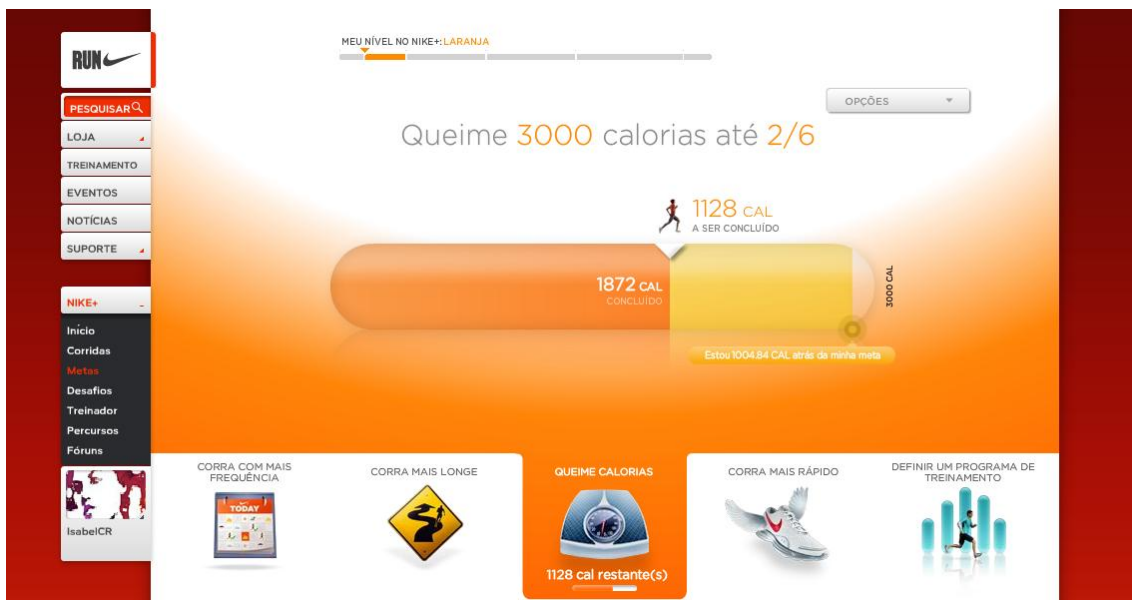 RUN
PESQUISAR
LOJA
TREINAMENTO
EVENTOS
NOTÍCIAS
SUPORTE
NIKE+
Início
Corridas
Metas
Desafios
Treinador
Percursos
Fóruns
IsabelCR
MEU NÍVEL NO NIKE+: LARANJA
OPÇÕES
Queime 3000 calorias até 2/6
1128 CAL
A SER CONCLUÍDO
1872 CAL
CONCLUÍDO
3000 CAL
Estou 1004.84 CAL atrás da minha meta
CORRA COM MAIS
FREQUÊNCIA
TODAY
CORRA MAIS LONGE
QUEIME CALORIAS
1128 cal restante(s)
CORRA MAIS RÁPIDO
DEFINIR UM PROGRAMA DE
TREINAMENTO